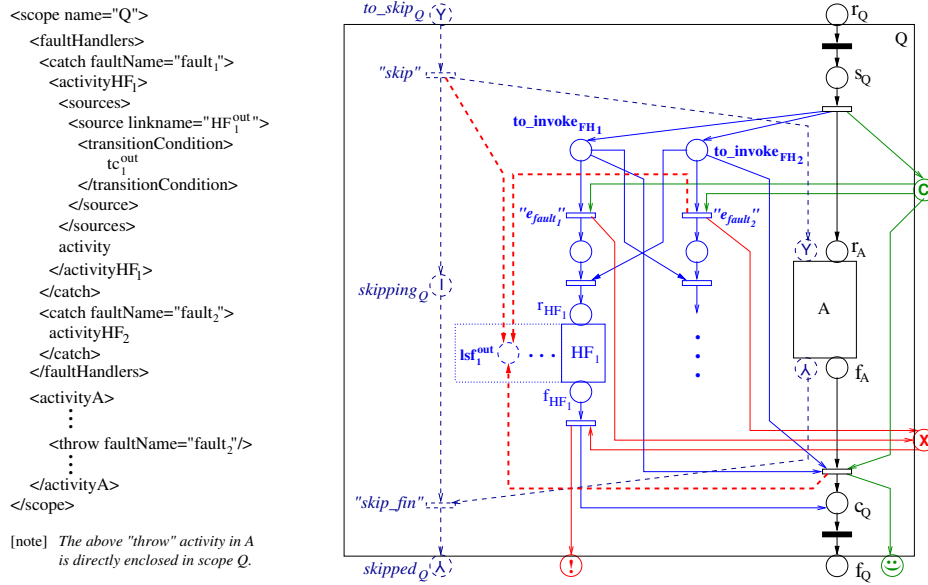 <scope name="Q">
<faultHandlers>
<catch faultName="fault1">
<activityHF1>
<sources>
<source linkname="HF1out">
<transitionCondition>
tc1out
</transitionCondition>
</source>
</sources>
activity
</activityHF1>
</catch>
<catch faultName="fault2">
activityHF2
</catch>
</faultHandlers>
<activityA>
<throw faultName="fault2"/>
</activityA>
</scope>
[note] The above "throw" activity in A
is directly enclosed in scope Q.
to_skipQ
Y
rQ
Q
"skip"
sQ
to_invokeFH1
to_invokeFH2
C
"efault1"
"efault2"
Y
rA
skippingQ
I
rHF1
A
lsf1out
HF1
fHF1
Y
fA
X
"skip_fin"
cQ
skippedQ
Y
!
fQ